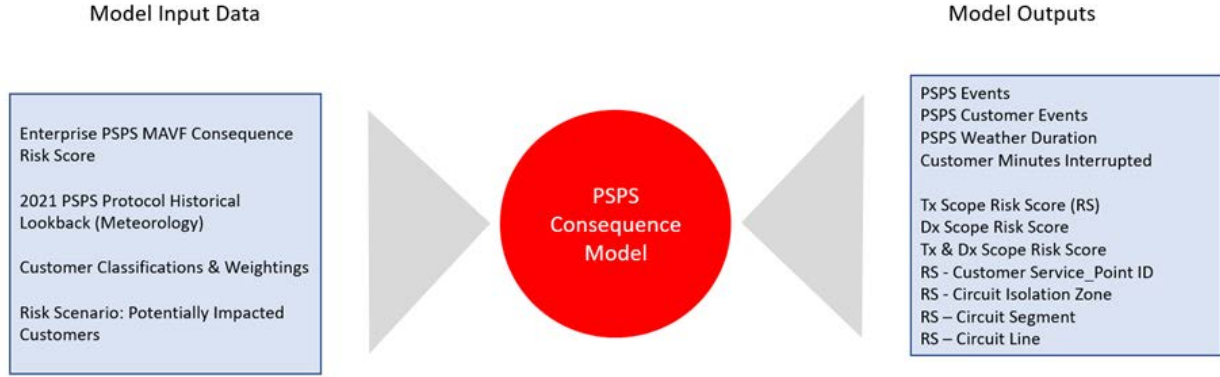 Model Input Data
Enterprise PSPS MAVF Consequence
Risk Score
2021 PSPS Protocol Historical
Lookback (Meteorology)
Customer Classifications & Weightings
Risk Scenario: Potentially Impacted
Customers
PSPS
Consequence
Model
Model Outputs
PSPS Events
PSPS Customer Events
PSPS Weather Duration
Customer Minutes Interrupted
Tx Scope Risk Score (RS)
Dx Scope Risk Score
Tx & Dx Scope Risk Score
RS - Customer Service_Point ID
RS - Circuit Isolation Zone
RS – Circuit Segment
RS – Circuit Line